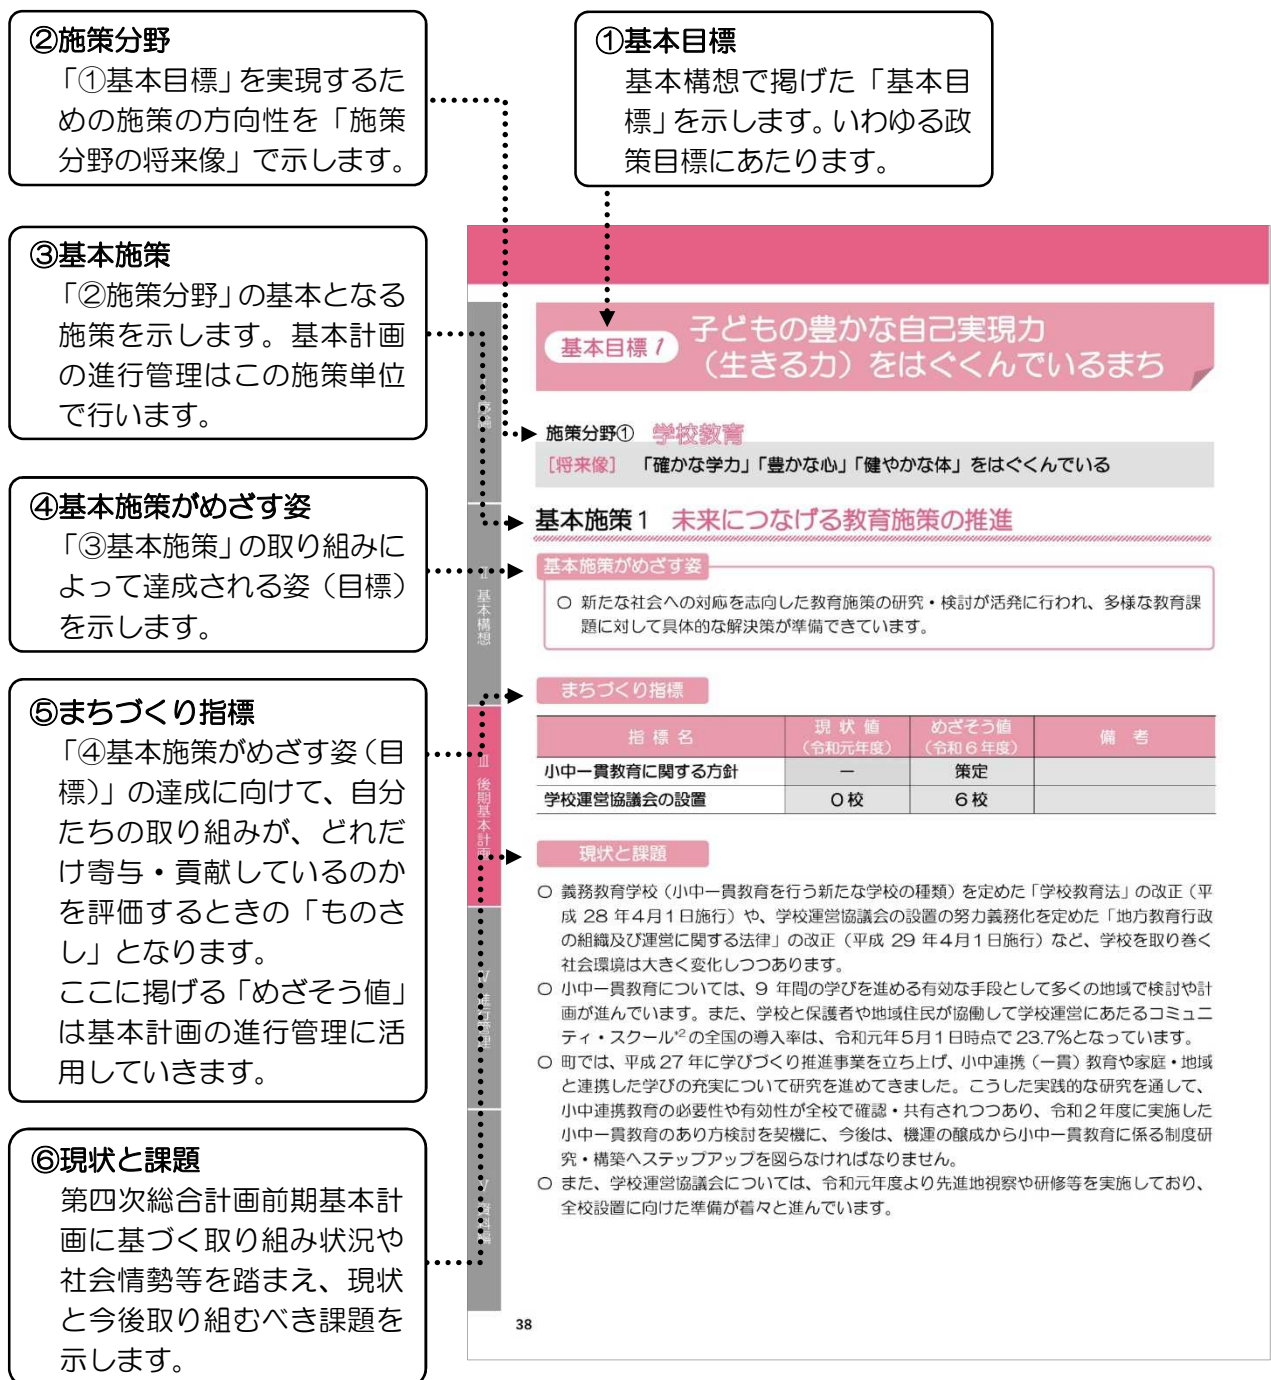 ②施策分野
「①基本目標」を実現するた
めの施策の方向性を「施策
分野の将来像」で示します。
①基本目標
基本構想で掲げた「基本目
標」を示します。いわゆる政
策目標にあたります。
③基本施策
「②施策分野」の基本となる
施策を示します。基本計画
の進行管理はこの施策単位
で行います。
④基本施策がめざす姿
「③基本施策」の取り組みに
よって達成される姿（目標）
を示します。
⑤まちづくり指標
「④基本施策がめざす姿（目
標）」の達成に向けて、自分
たちの取り組みが、どれだ
け寄与・貢献しているのか
を評価するときの「ものさ
し」となります。
ここに掲げる「めざそう値」
は基本計画の進行管理に活
用していきます。
⑥現状と課題
第四次総合計画前期基本計
画に基づく取り組み状況や
社会情勢等を踏まえ、現状
と今後取り組むべき課題を
示します。
基本目標1
子どもの豊かな自己実現力
（生きる力）をはぐくんでいるまち
施策分野① 学校教育
［将来像］ 「確かな学力」「豊かな心」「健やかな体」をはぐくんでいる
基本施策1 未来につなげる教育施策の推進
基本施策がめざす姿
○ 新たな社会への対応を志向した教育施策の研究・検討が活発に行われ、多様な教育課
題に対して具体的な解決策が準備できています。
まちづくり指標
指標名 現状値（令和元年度） めざそう値（令和6年度） 備考
小中一貫教育に関する方針 － 策定
学校運営協議会の設置 0校 6校
現状と課題
○ 義務教育学校（小中一貫教育を行う新たな学校の種類）を定めた「学校教育法」の改正（平
成 28 年4月1日施行）や、学校運営協議会の設置の努力義務化を定めた「地方教育行政
の組織及び運営に関する法律」の改正（平成 29 年4月1日施行）など、学校を取り巻く
社会環境は大きく変化しつつあります。
○ 小中一貫教育については、9 年間の学びを進める有効な手段として多くの地域で検討や計
画が進んでいます。また、学校と保護者や地域住民が協働して学校運営にあたるコミュニ
ティ・スクール*2の全国の導入率は、令和元年5月1日時点で 23.7%となっています。
○ 町では、平成 27 年に学びづくり推進事業を立ち上げ、小中連携（一貫）教育や家庭・地域
と連携した学びの充実について研究を進めてきました。こうした実践的な研究を通して、
小中連携教育の必要性や有効性が全校で確認・共有されつつあり、令和2年度に実施した
小中一貫教育のあり方検討を契機に、今後は、機運の醸成から小中一貫教育に係る制度研
究・構築へステップアップを図らなければなりません。
○ また、学校運営協議会については、令和元年度より先進地視察や研修等を実施しており、
全校設置に向けた準備が着々と進んでいます。
Ⅱ 基本構想
Ⅲ 後期基本計画
Ⅳ 進行管理
38